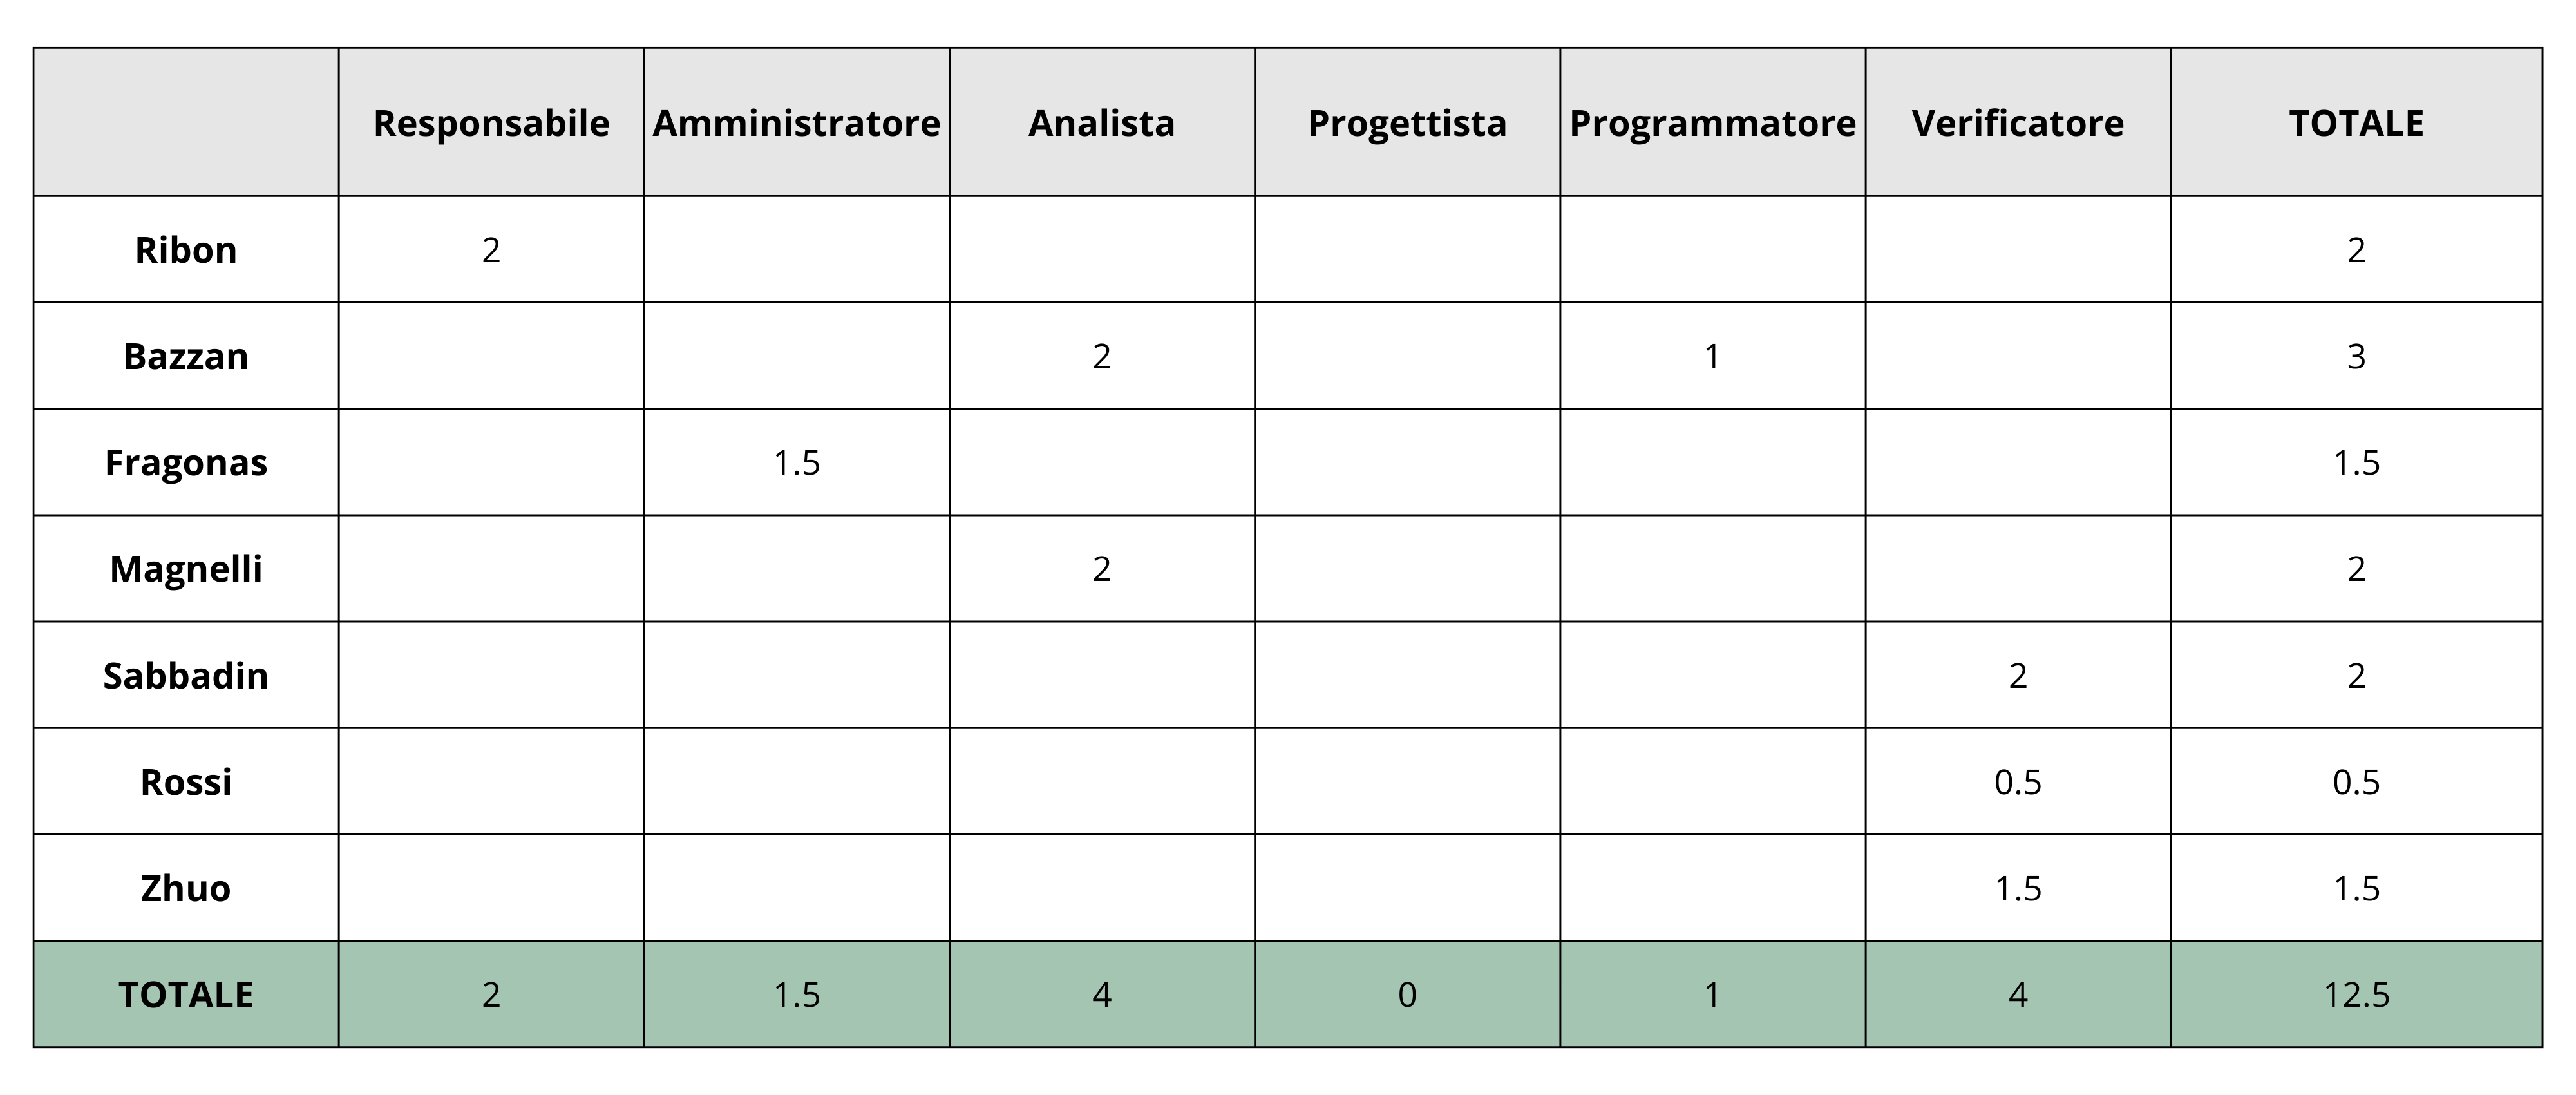 Responsabile Amministratore Analista Progettista Programmatore Verificatore TOTALE
Ribon 2 2
Bazzan 2 1 3
Fragonas 1.5 1.5
Magnelli 2 2
Sabbadin 2 2
Rossi 0.5 0.5
Zhuo 1.5 1.5
TOTALE 2 1.5 4 0 1 4 12.5